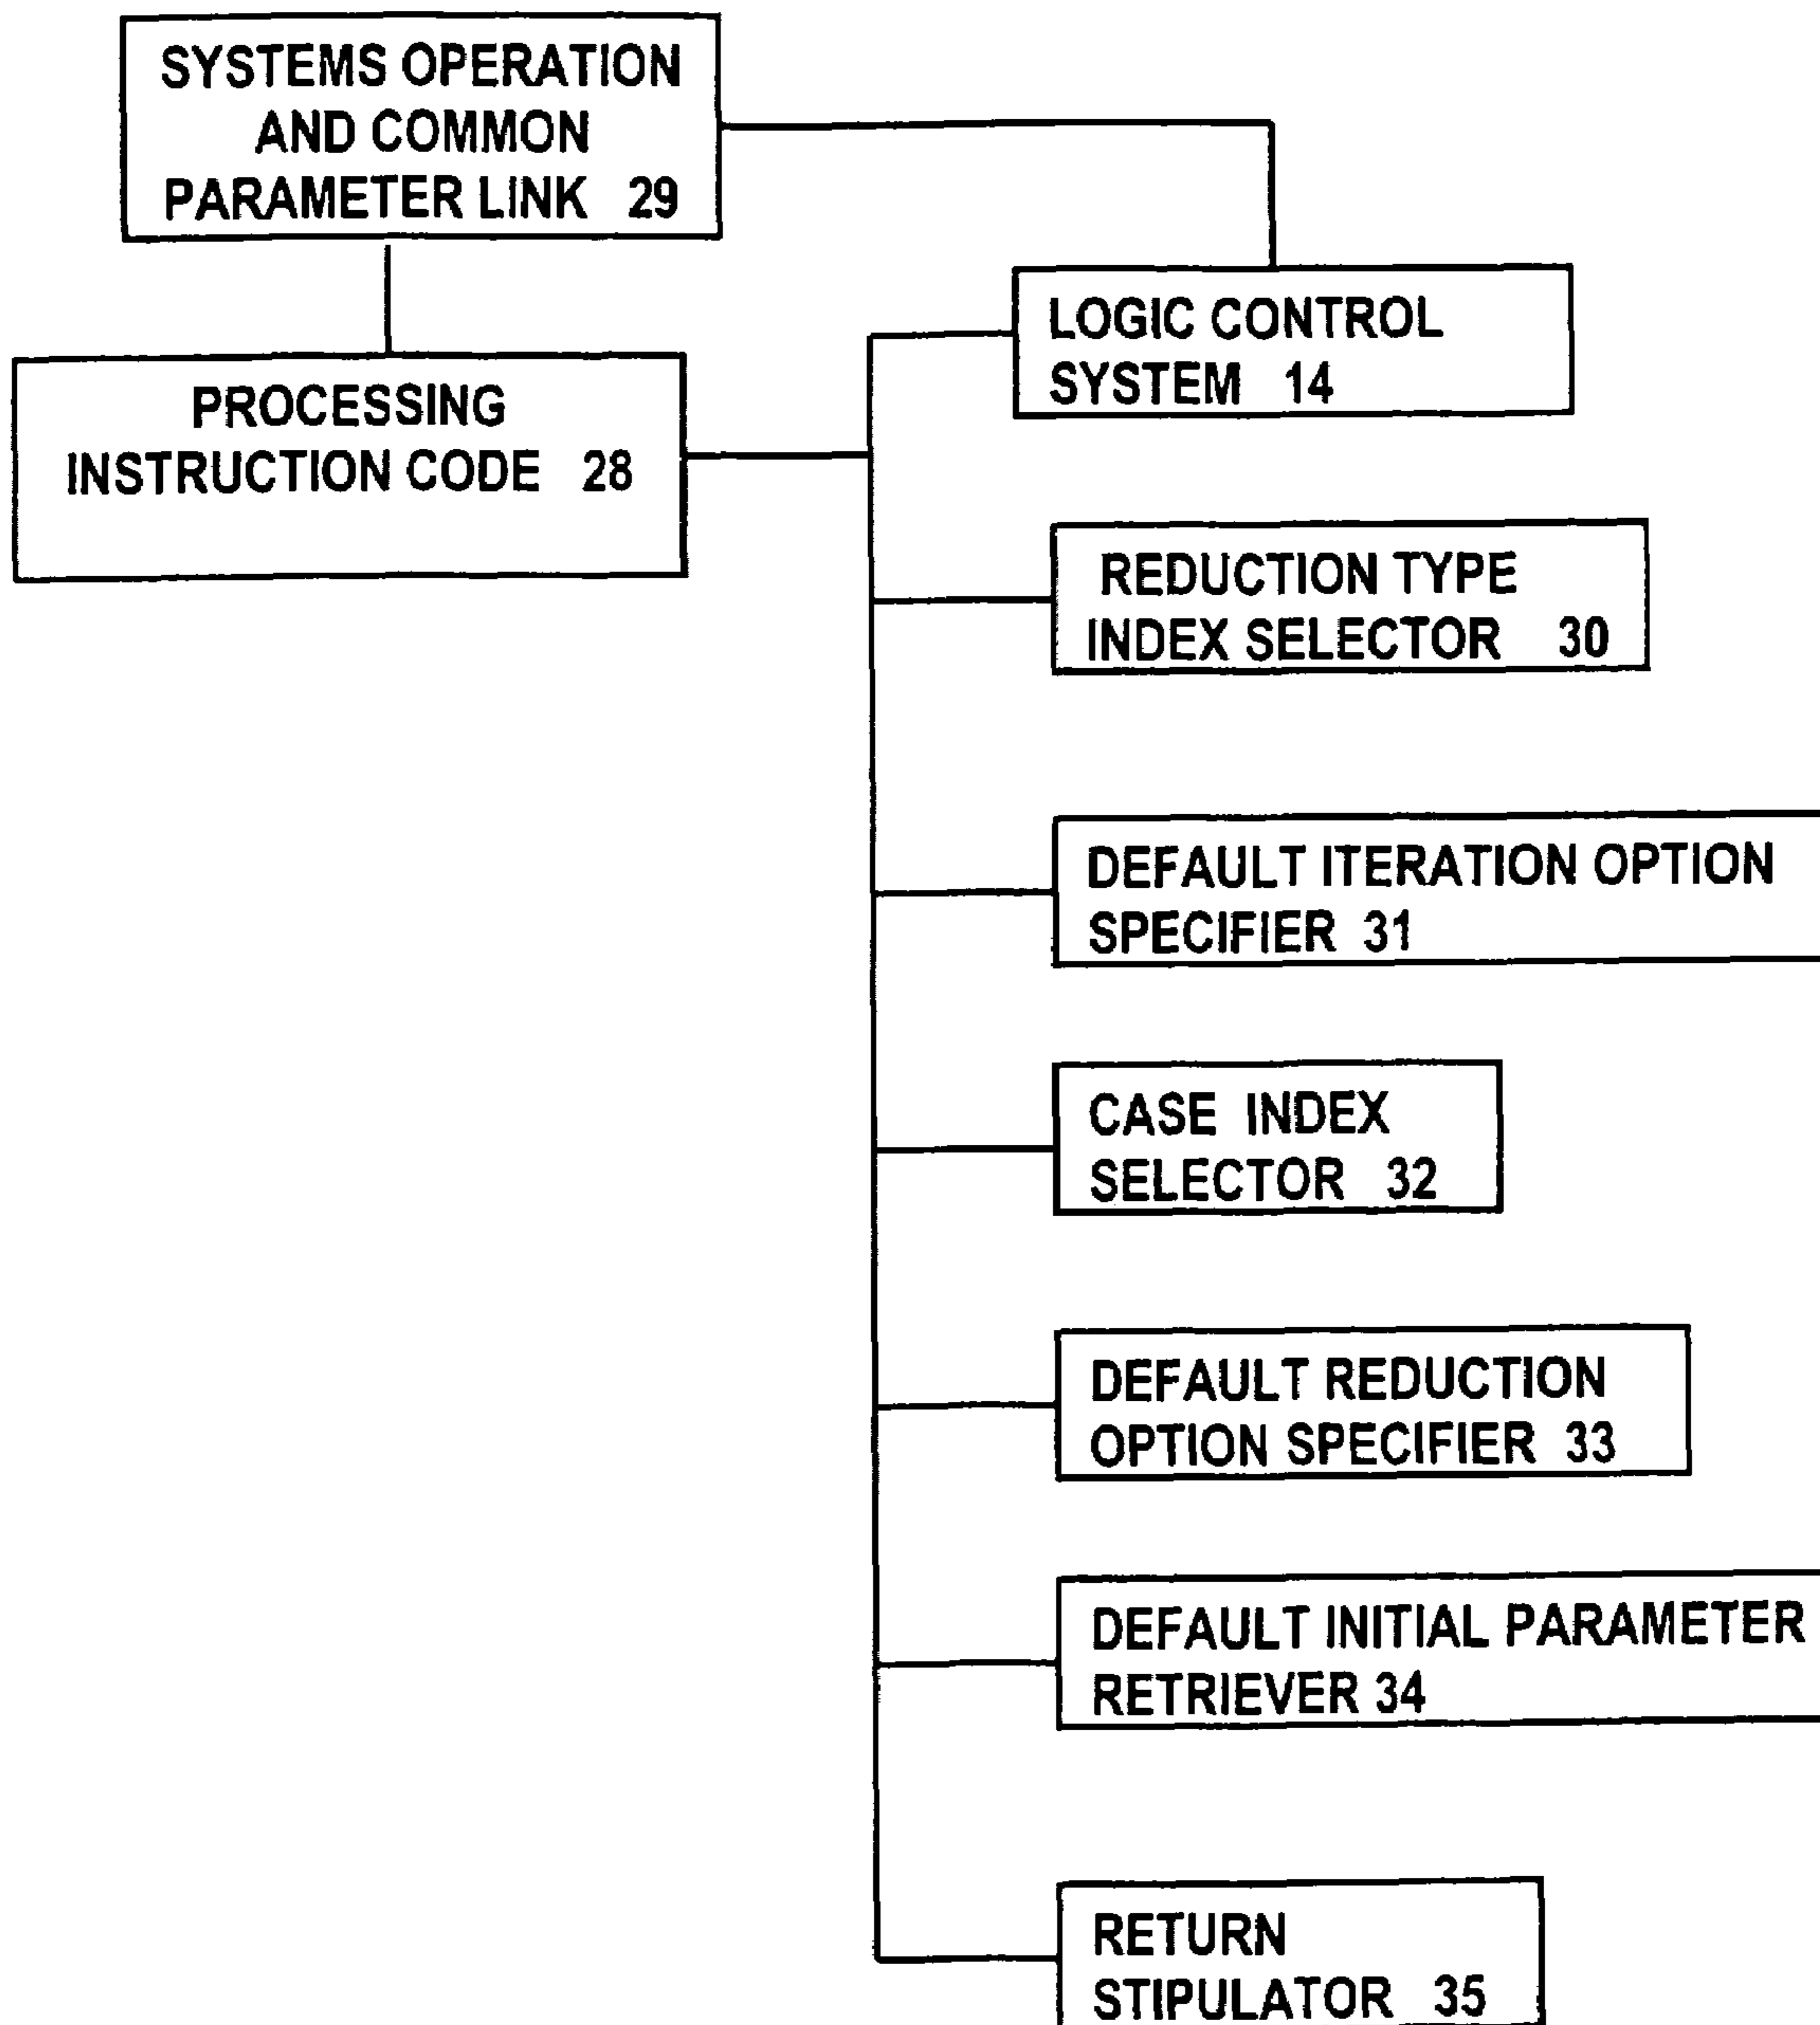 SYSTEMS OPERATION
AND COMMON
PARAMETER LINK 29
PROCESSING
INSTRUCTION CODE 28
LOGIC CONTROL
SYSTEM 14
REDUCTION TYPE
INDEX SELECTOR 30
DEFAULT ITERATION OPTION
SPECIFIER 31
CASE INDEX
SELECTOR 32
DEFAULT REDUCTION
OPTION SPECIFIER 33
DEFAULT INITIAL PARAMETER
RETRIEVER 34
RETURN
STIPULATOR 35